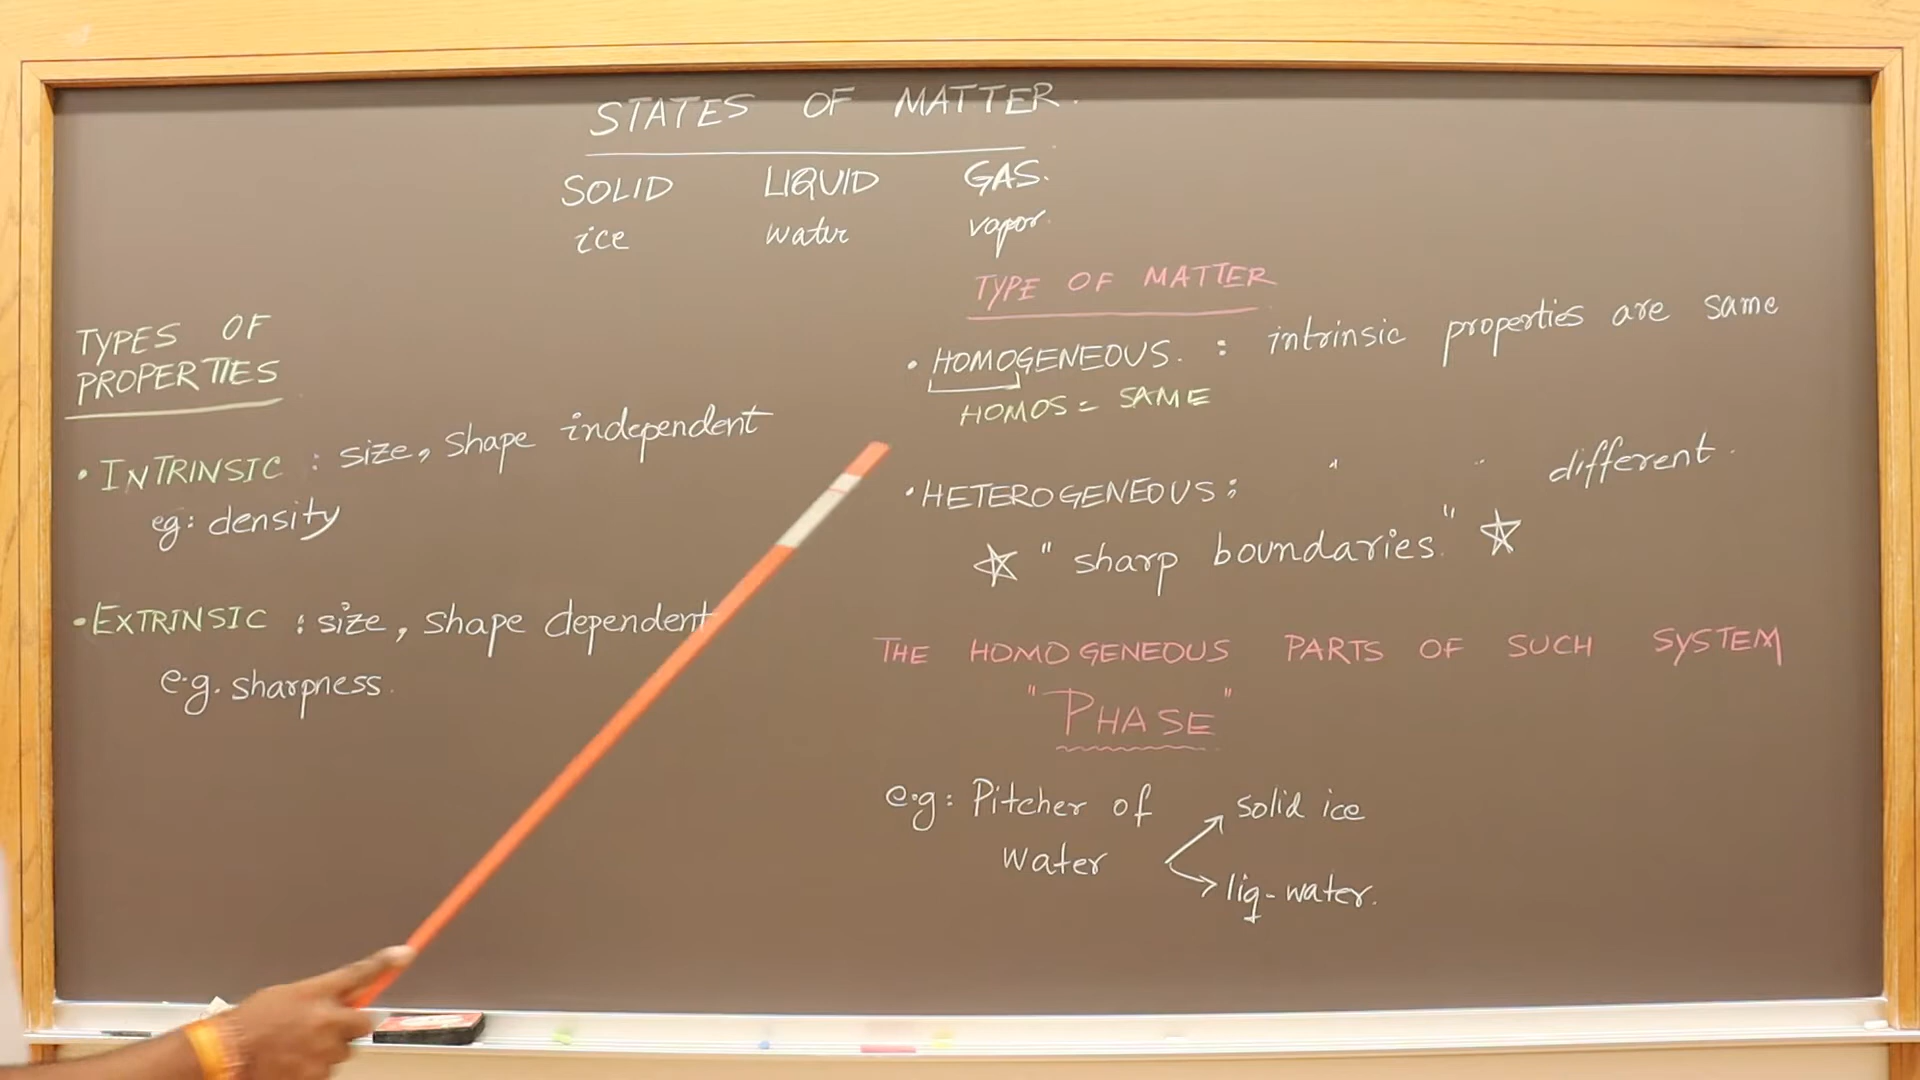 STATES OF MATTER.
SOLID LIQUID GAS.
ice water vapor.
TYPES OF
PROPERTIES
• INTRINSIC : size, shape independent
eg: density
• EXTRINSIC : size, shape dependent
e.g. sharpness.
TYPE OF MATTER
• HOMOGENEOUS. : intrinsic properties are same
HOMOS = SAME
• HETEROGENEOUS: " " different.
☆ "sharp boundaries." ☆
THE HOMOGENEOUS PARTS OF SUCH SYSTEM
"PHASE"
e.g: Pitcher of
water
→ solid ice
→ liq-water.